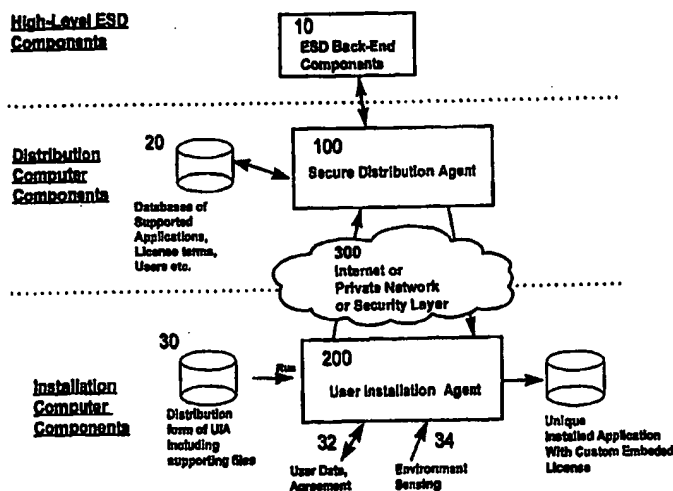 High-Level ESD
Components
10
ESD Back-End
Components
Distribution
Computer
Components
20
Databases of
Supported
Applications,
License terms,
Users etc.
100
Secure Distribution Agent
300
Internet or
Private Network
or Security Layer
Installation
Computer
Components
30
Distribution
form of UIA
Including
supporting files
Run
200
User Installation Agent
32
User Data,
Agreement
34
Environment
Sensing
Unique
Installed Application
With Custom Embeded
License